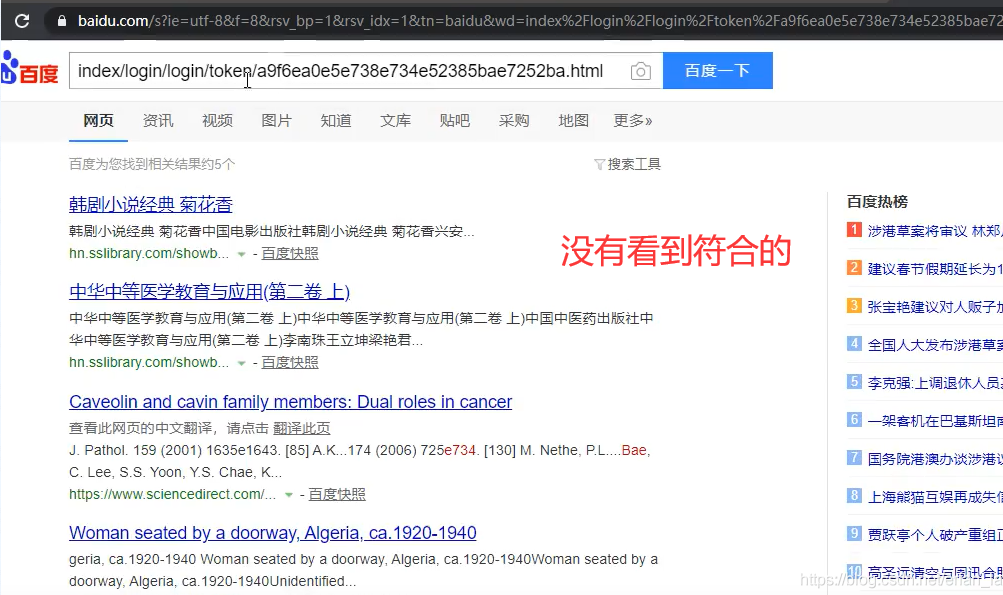 baidu.com/s?ie=utf-8&f=8&rsv_bp=1&rsv_idx=1&tn=baidu&wd=index%2Flogin%2Flogin%2Ftoken%2Fa9f6ea0e5e738e734e52385bae72
百度 index/login/login/token/a9f6ea0e5e738e734e52385bae7252ba.html 百度一下
网页 资讯 视频 图片 知道 文库 贴吧 采购 地图 更多»
百度为您找到相关结果约5个 搜索工具
韩剧小说经典 菊花香
韩剧小说经典 菊花香中国电影出版社韩剧小说经典 菊花香兴安...
hn.sslibrary.com/showb... - 百度快照
没有看到符合的
中华中等医学教育与应用(第二卷 上)
中华中等医学教育与应用(第二卷 上)中华中等医学教育与应用(第二卷 上)中国中医药出版社中
华中等医学教育与应用(第二卷 上)李南珠王立坤梁艳君...
hn.sslibrary.com/showb... - 百度快照
Caveolin and cavin family members: Dual roles in cancer
查看此网页的中文翻译，请点击 翻译此页
J. Pathol. 159 (2001) 1635e1643. [85] A.K...174 (2006) 725e734. [130] M. Nethe, P.L....Bae,
C. Lee, S.S. Yoon, Y.S. Chae, K...
https://www.sciencedirect.com/... - 百度快照
Woman seated by a doorway, Algeria, ca.1920-1940
geria, ca.1920-1940 Woman seated by a doorway, Algeria, ca.1920-1940Woman seated by a
doorway, Algeria, ca.1920-1940Unidentified...
百度热榜
1 涉港草案将审议 林郑
2 建议春节假期延长为1
3 张宝艳建议对人贩子
4 全国人大发布涉港草案
5 李克强:上调退休人员
6 一架客机在巴基斯坦
7 国务院港澳办谈涉港
8 上海熊猫互娱再成失信
9 贾跃亭个人破产重组
10 高圣远清空与周迅合
https://blog.csdn.net/